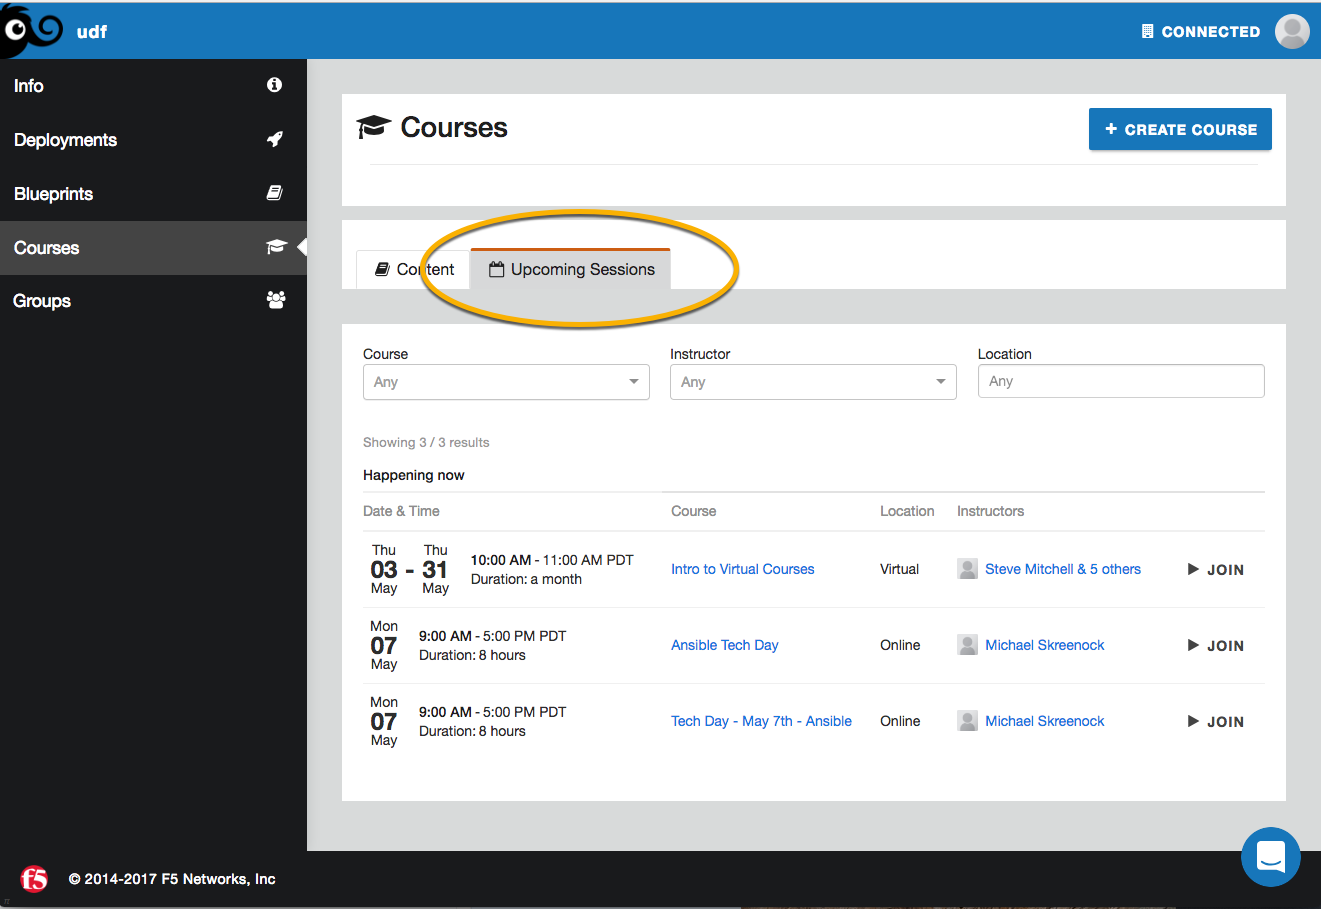 udf
CONNECTED
Info
Deployments
Blueprints
Courses
Groups
Courses
+ CREATE COURSE
Content
Upcoming Sessions
Course
Instructor
Location
Any
Any
Any
Showing 3 / 3 results
Happening now
Date & Time Course Location Instructors
Thu 03 May - Thu 31 May
10:00 AM - 11:00 AM PDT
Duration: a month
Intro to Virtual Courses
Virtual
Steve Mitchell & 5 others
JOIN
Mon 07 May
9:00 AM - 5:00 PM PDT
Duration: 8 hours
Ansible Tech Day
Online
Michael Skreenock
JOIN
Mon 07 May
9:00 AM - 5:00 PM PDT
Duration: 8 hours
Tech Day - May 7th - Ansible
Online
Michael Skreenock
JOIN
f5
© 2014-2017 F5 Networks, Inc
π